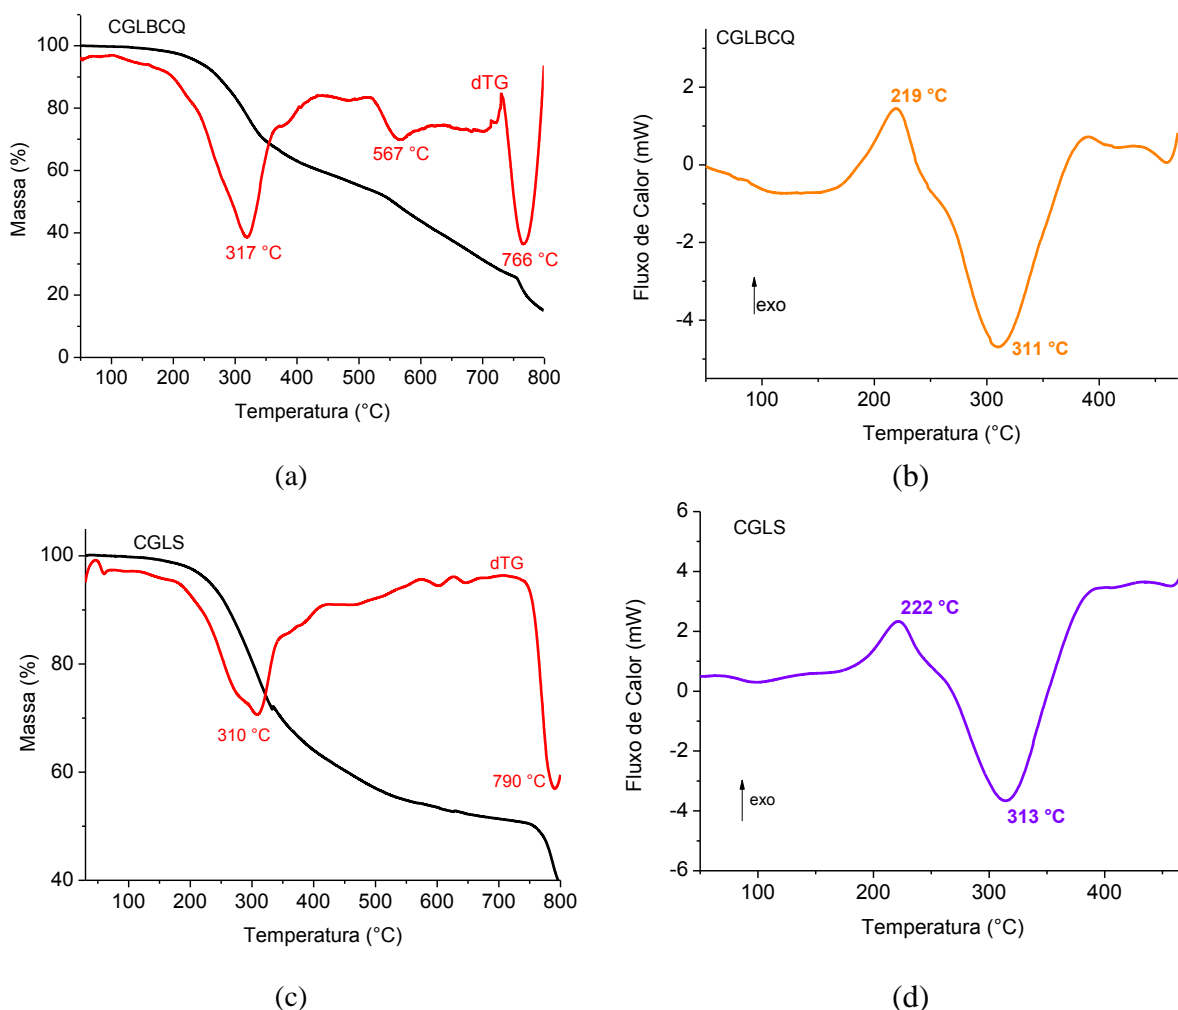 CGLBCQ
100
80
60
40
20
0
Massa (%)
dTG
317 °C
567 °C
766 °C
100 200 300 400 500 600 700 800
Temperatura (°C)
(a)
CGLBCQ
2
0
-2
-4
Fluxo de Calor (mW)
219 °C
311 °C
exo
100 200 300 400
Temperatura (°C)
(b)
CGLS
100
80
60
40
Massa (%)
dTG
310 °C
790 °C
100 200 300 400 500 600 700 800
Temperatura (°C)
(c)
CGLS
6
4
2
0
-2
-4
-6
Fluxo de Calor (mW)
222 °C
313 °C
exo
100 200 300 400
Temperatura (°C)
(d)